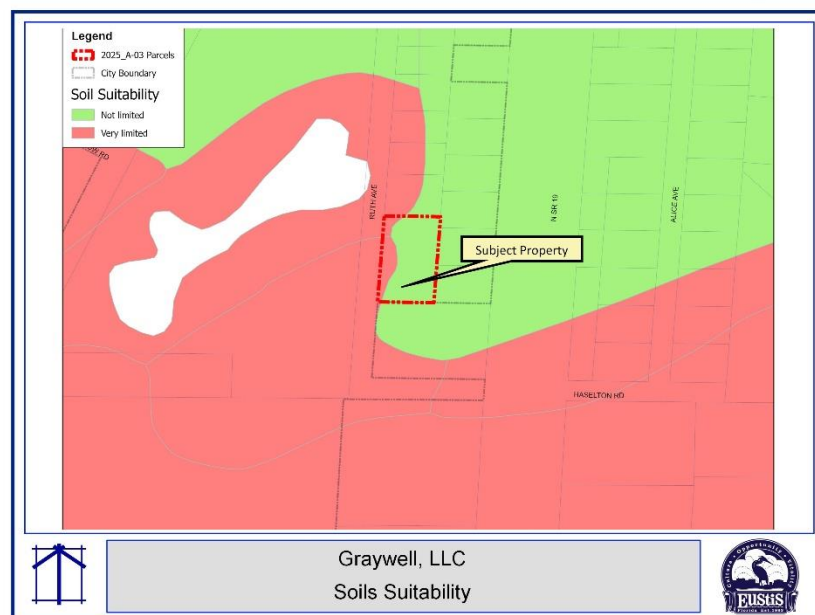 Legend
2025_A-03 Parcels
City Boundary
Soil Suitability
Not limited
Very limited
RUTH AVE
N SR 19
ALICE AVE
Subject Property
HASELTON RD
Graywell, LLC
Soils Suitability
EUSTIS